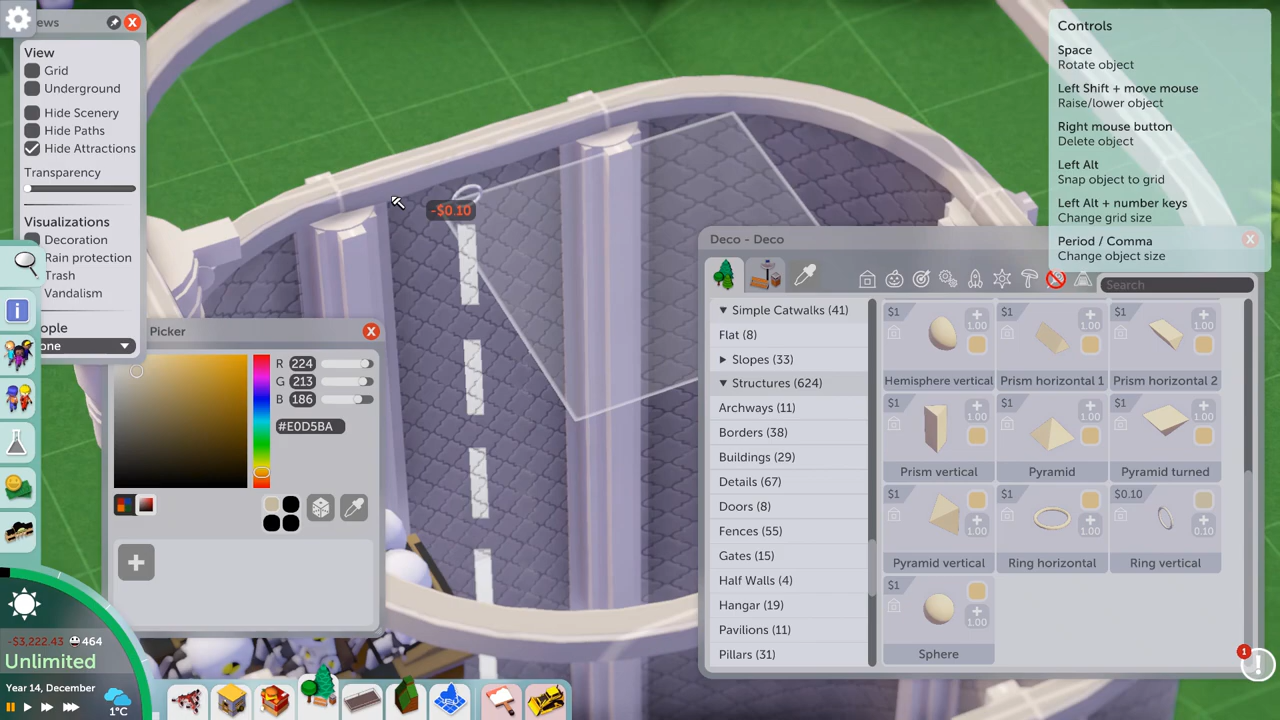 ews
View
Grid
Underground
Hide Scenery
Hide Paths
Hide Attractions
Transparency
Visualizations
Decoration
Rain protection
Trash
Vandalism
ople
one
Picker
R 224
G 213
B 186
#E0D5BA
-$0.10
Controls
Space
Rotate object
Left Shift + move mouse
Raise/lower object
Right mouse button
Delete object
Left Alt
Snap object to grid
Left Alt + number keys
Change grid size
Period / Comma
Change object size
Deco - Deco
Search
Simple Catwalks (41)
Flat (8)
Slopes (33)
Structures (624)
Archways (11)
Borders (38)
Buildings (29)
Details (67)
Doors (8)
Fences (55)
Gates (15)
Half Walls (4)
Hangar (19)
Pavilions (11)
Pillars (31)
$1 1.00
Hemisphere vertical
$1 1.00
Prism horizontal 1
$1 1.00
Prism horizontal 2
$1 1.00
Prism vertical
$1 1.00
Pyramid
$1 1.00
Pyramid turned
$1 1.00
Pyramid vertical
$1 1.00
Ring horizontal
$0.10 0.10
Ring vertical
$1 1.00
Sphere
-$3,222.43 464
Unlimited
Year 14, December
1°C
1